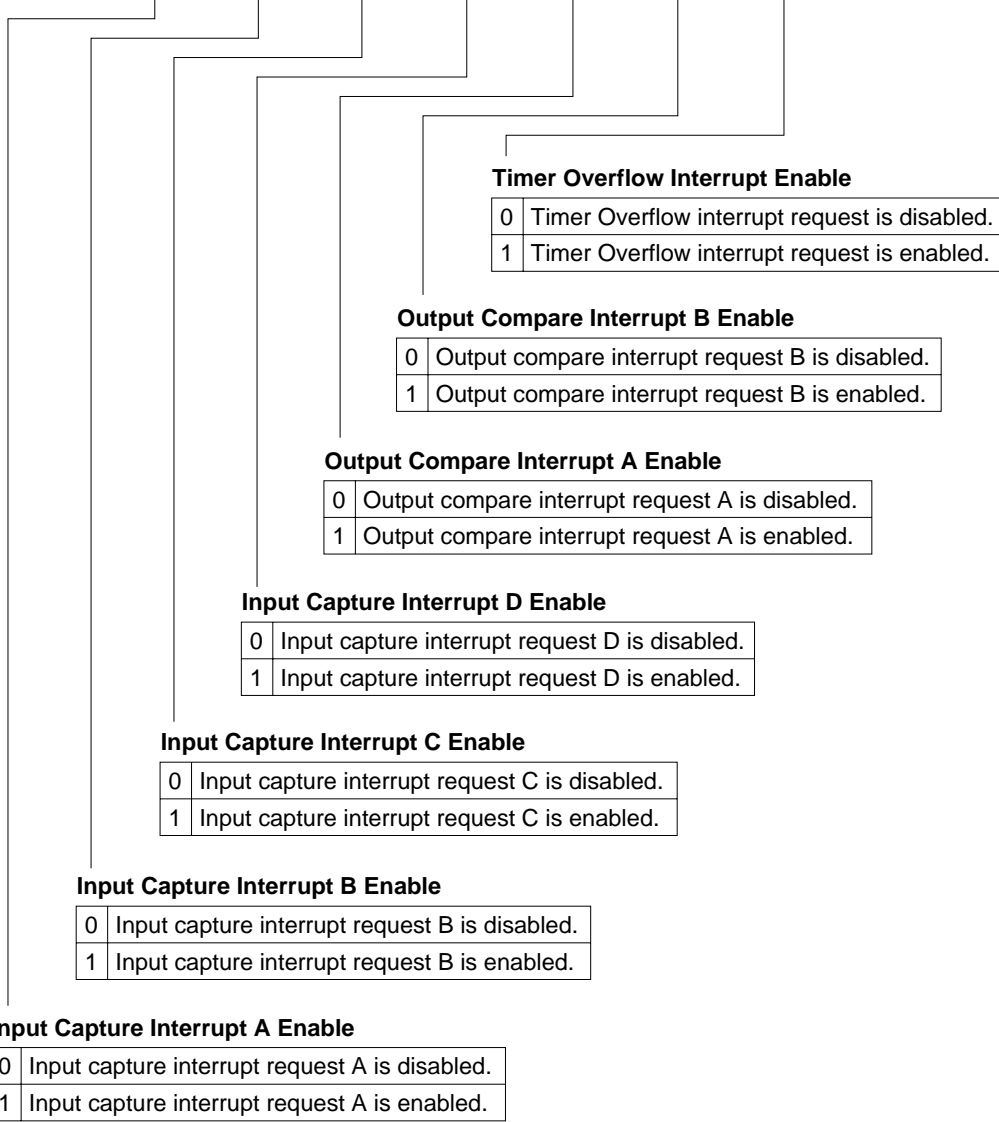 Timer Overflow Interrupt Enable
0 Timer Overflow interrupt request is disabled.
1 Timer Overflow interrupt request is enabled.
Output Compare Interrupt B Enable
0 Output compare interrupt request B is disabled.
1 Output compare interrupt request B is enabled.
Output Compare Interrupt A Enable
0 Output compare interrupt request A is disabled.
1 Output compare interrupt request A is enabled.
Input Capture Interrupt D Enable
0 Input capture interrupt request D is disabled.
1 Input capture interrupt request D is enabled.
Input Capture Interrupt C Enable
0 Input capture interrupt request C is disabled.
1 Input capture interrupt request C is enabled.
Input Capture Interrupt B Enable
0 Input capture interrupt request B is disabled.
1 Input capture interrupt request B is enabled.
Input Capture Interrupt A Enable
0 Input capture interrupt request A is disabled.
1 Input capture interrupt request A is enabled.